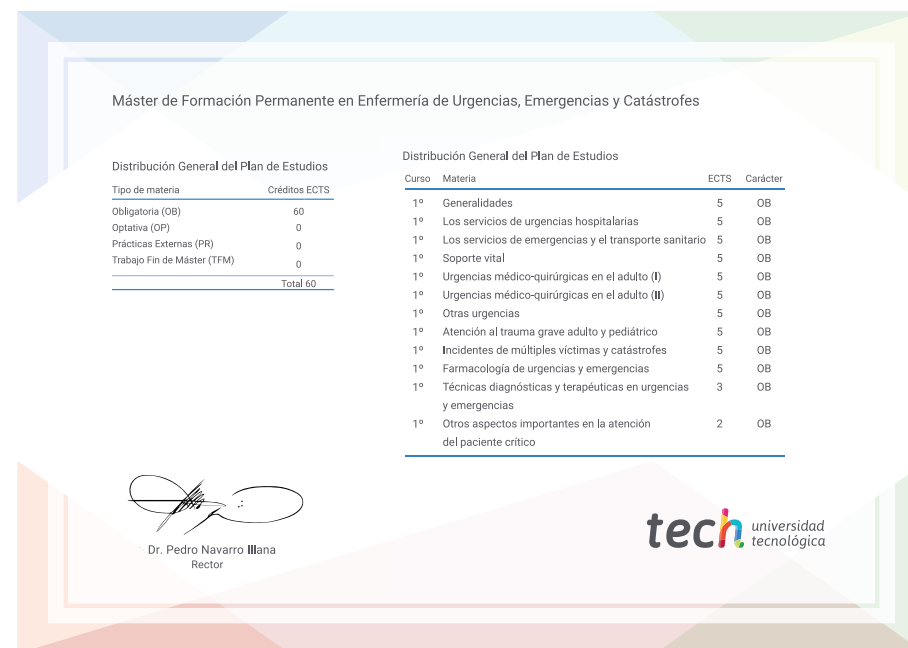 Máster de Formación Permanente en Enfermería de Urgencias, Emergencias y Catástrofes
Distribución General del Plan de Estudios
Tipo de materia Créditos ECTS
Obligatoria (OB) 60
Optativa (OP) 0
Prácticas Externas (PR) 0
Trabajo Fin de Máster (TFM) 0
Total 60
Distribución General del Plan de Estudios
Curso Materia ECTS Carácter
1º Generalidades 5 OB
1º Los servicios de urgencias hospitalarias 5 OB
1º Los servicios de emergencias y el transporte sanitario 5 OB
1º Soporte vital 5 OB
1º Urgencias médico-quirúrgicas en el adulto (I) 5 OB
1º Urgencias médico-quirúrgicas en el adulto (II) 5 OB
1º Otras urgencias 5 OB
1º Atención al trauma grave adulto y pediátrico 5 OB
1º Incidentes de múltiples víctimas y catástrofes 5 OB
1º Farmacología de urgencias y emergencias 5 OB
1º Técnicas diagnósticas y terapéuticas en urgencias 3 OB
y emergencias
1º Otros aspectos importantes en la atención 2 OB
del paciente crítico
Dr. Pedro Navarro Illana
Rector
tech universidad
tecnológica